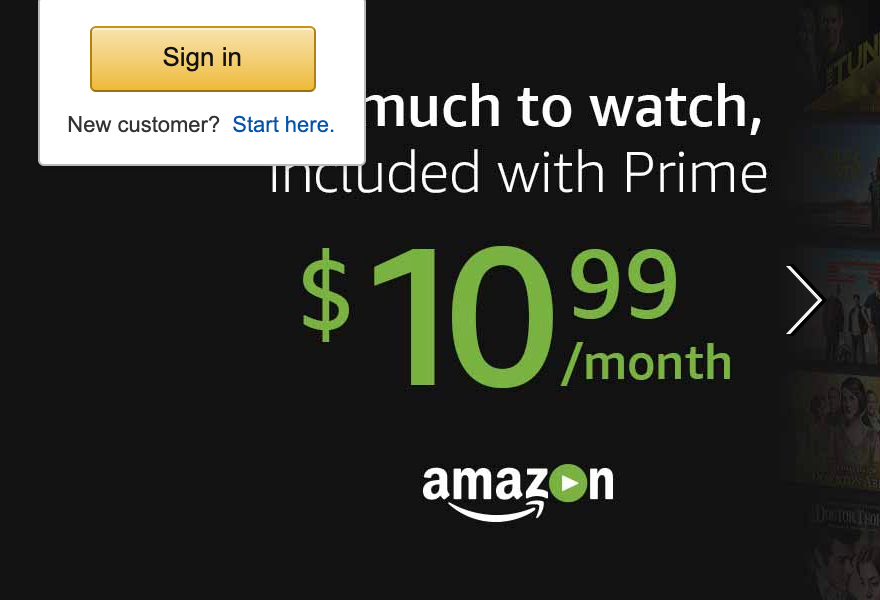 Sign in
New customer? Start here.
much to watch,
included with Prime
$10.99
/month
amazon